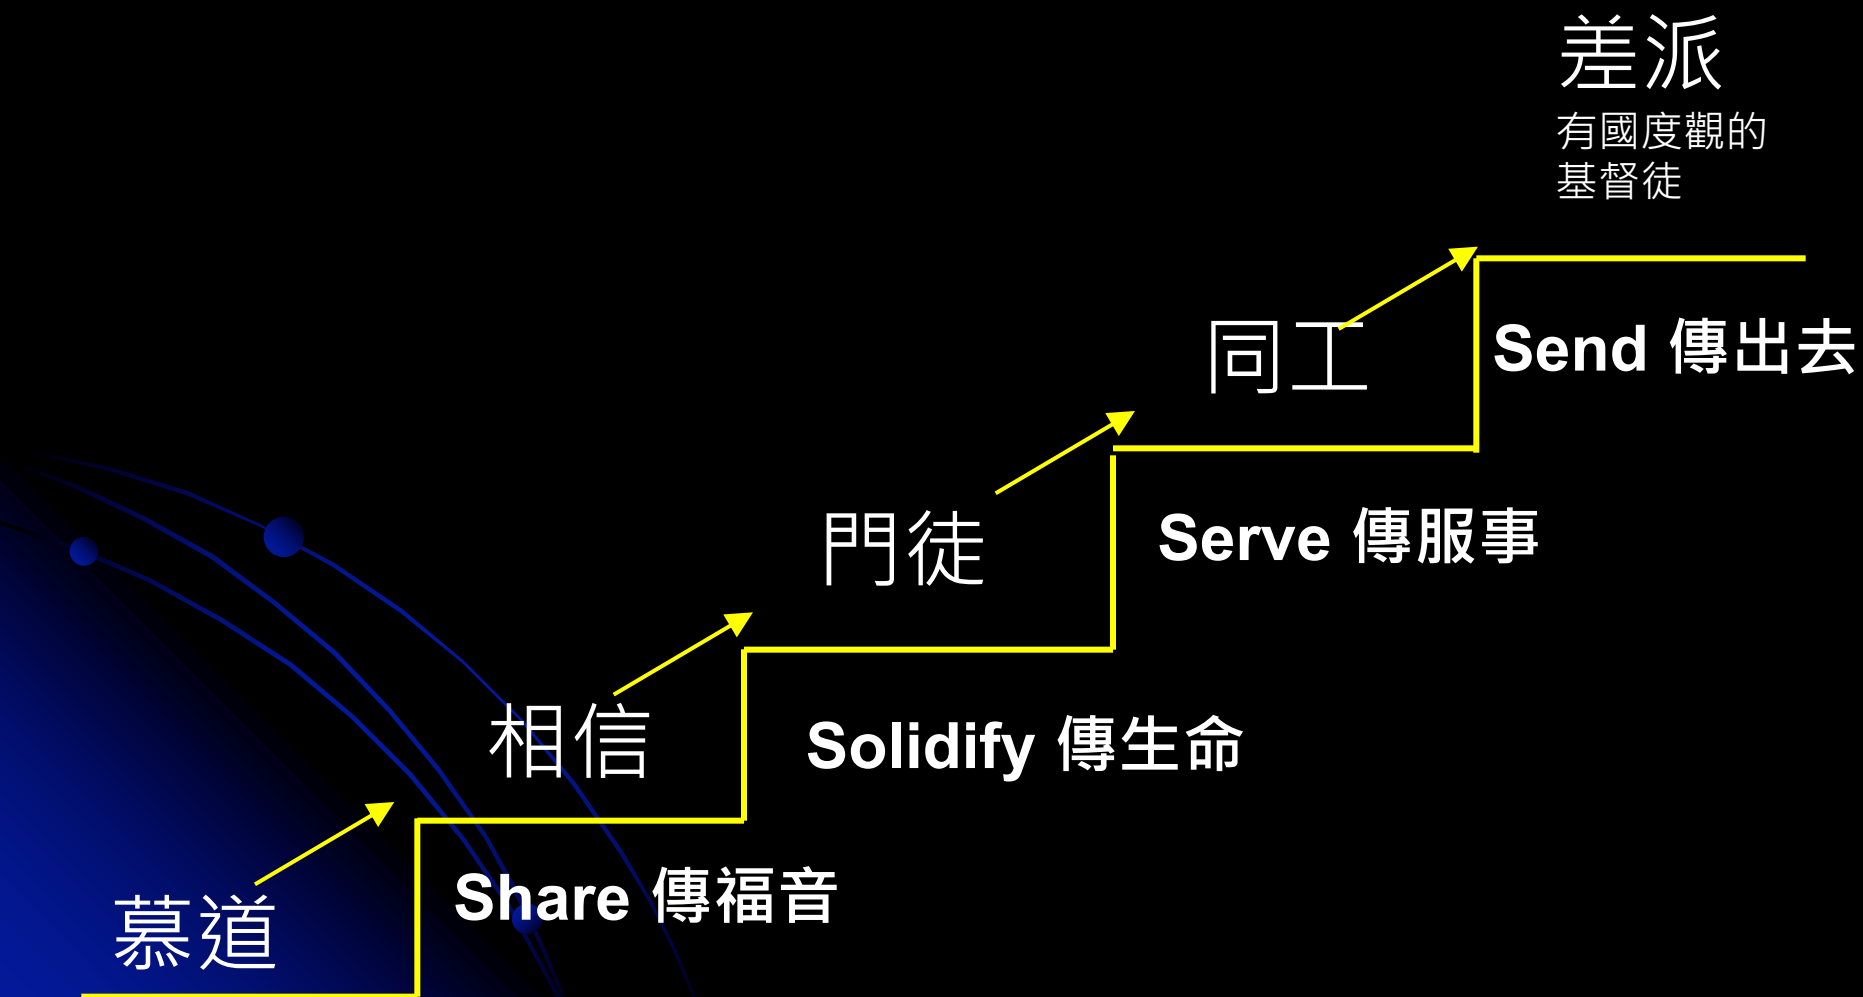 差派
有國度觀的
基督徒
同工
Send 傳出去
門徒
Serve 傳服事
相信
Solidify 傳生命
慕道
Share 傳福音